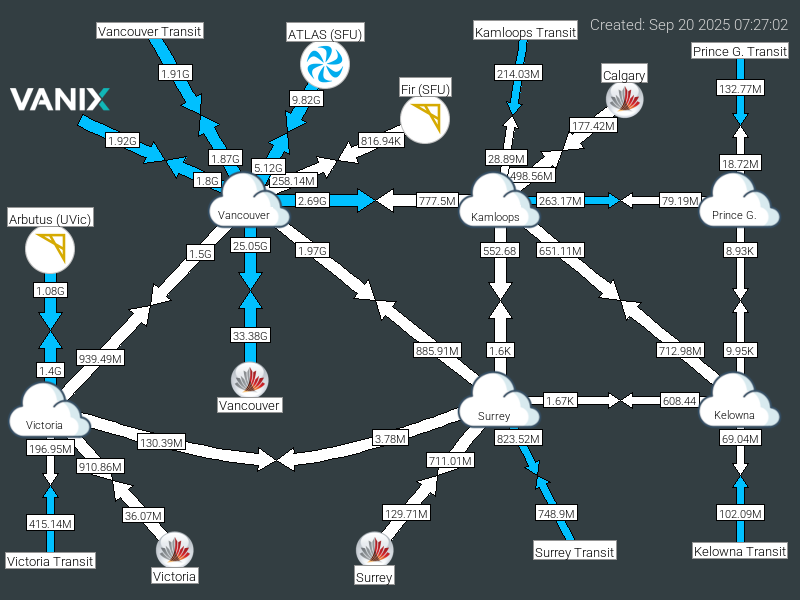 Created: Sep 20 2025 07:27:02
Vancouver Transit
ATLAS (SFU)
Kamloops Transit
Prince G. Transit
1.91G
9.82G
Fir (SFU)
214.03M
Calgary
132.77M
VANIX
1.92G
816.94K
177.42M
1.87G
5.12G
28.89M
18.72M
1.8G
258.14M
498.56M
2.69G
777.5M
263.17M
79.19M
Arbutus (UVic)
Vancouver
Kamloops
Prince G.
1.5G
25.05G
1.97G
552.68
651.11M
8.93K
1.08G
939.49M
33.38G
885.91M
1.6K
712.98M
9.95K
1.4G
Vancouver
1.67K
608.44
Victoria
Surrey
Kelowna
196.95M
130.39M
3.78M
823.52M
69.04M
910.86M
711.01M
415.14M
36.07M
129.71M
748.9M
102.09M
Victoria Transit
Victoria
Surrey
Surrey Transit
Kelowna Transit